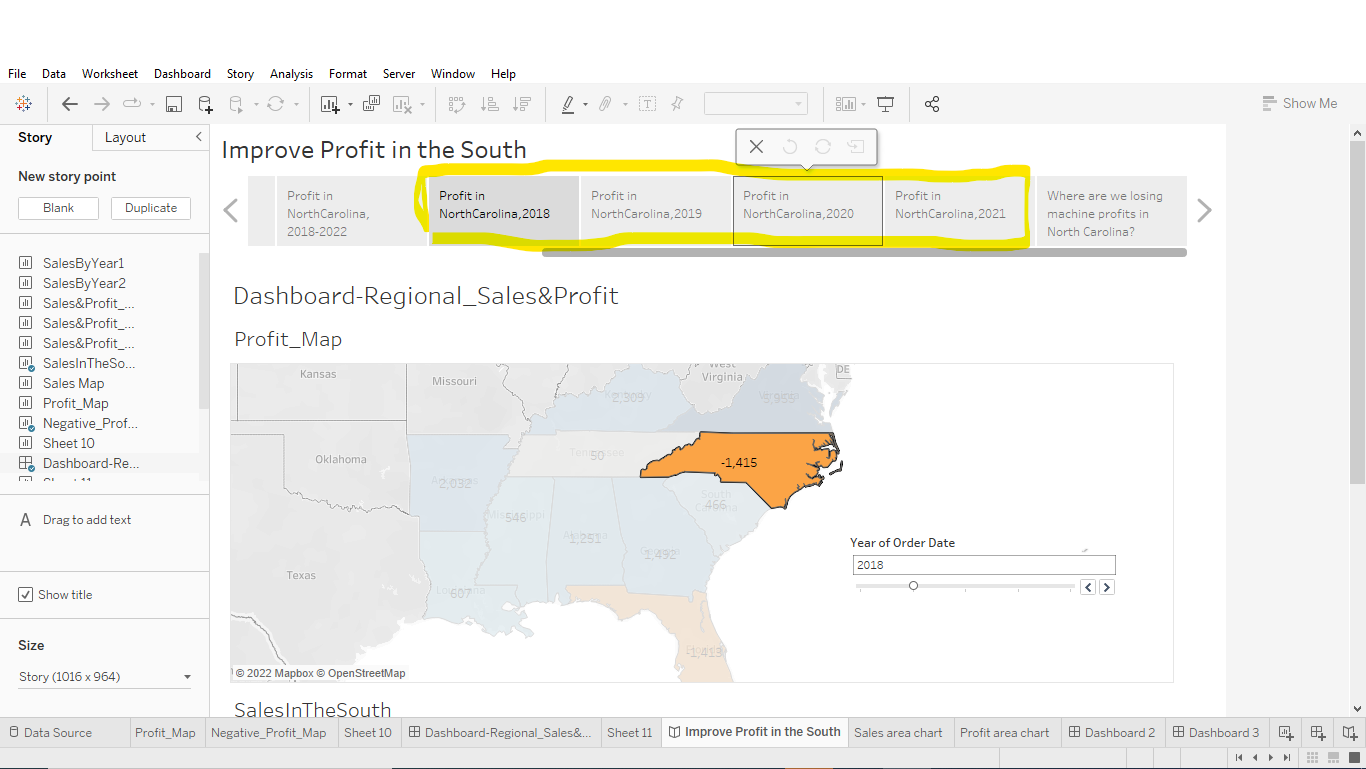 File Data Worksheet Dashboard Story Analysis Format Server Window Help
Show Me
Story Layout
New story point
Blank Duplicate
SalesByYear1
SalesByYear2
Sales&Profit_...
Sales&Profit_...
Sales&Profit_...
SalesInTheSo...
Sales Map
Profit_Map
Negative_Prof...
Sheet 10
Dashboard-Re...
A Drag to add text
Show title
Size
Story (1016 x 964)
Improve Profit in the South
Profit in
NorthCarolina,
2018-2022
Profit in
NorthCarolina,2018
Profit in
NorthCarolina,2019
Profit in
NorthCarolina,2020
Profit in
NorthCarolina,2021
Where are we losing
machine profits in
North Carolina?
Dashboard-Regional_Sales&Profit
Profit_Map
Kansas
Missouri
West
Virginia
DE
2,309
5,955
Oklahoma
Tennessee
50
-1,415
2,032
South
Carolina
466
Mississippi
546
1,251
1,492
Texas
Louisiana
607
-1,413
Year of Order Date
2018
© 2022 Mapbox © OpenStreetMap
SalesInTheSouth
Data Source Profit_Map Negative_Profit_Map Sheet 10 Dashboard-Regional_Sales&... Sheet 11 Improve Profit in the South Sales area chart Profit area chart Dashboard 2 Dashboard 3